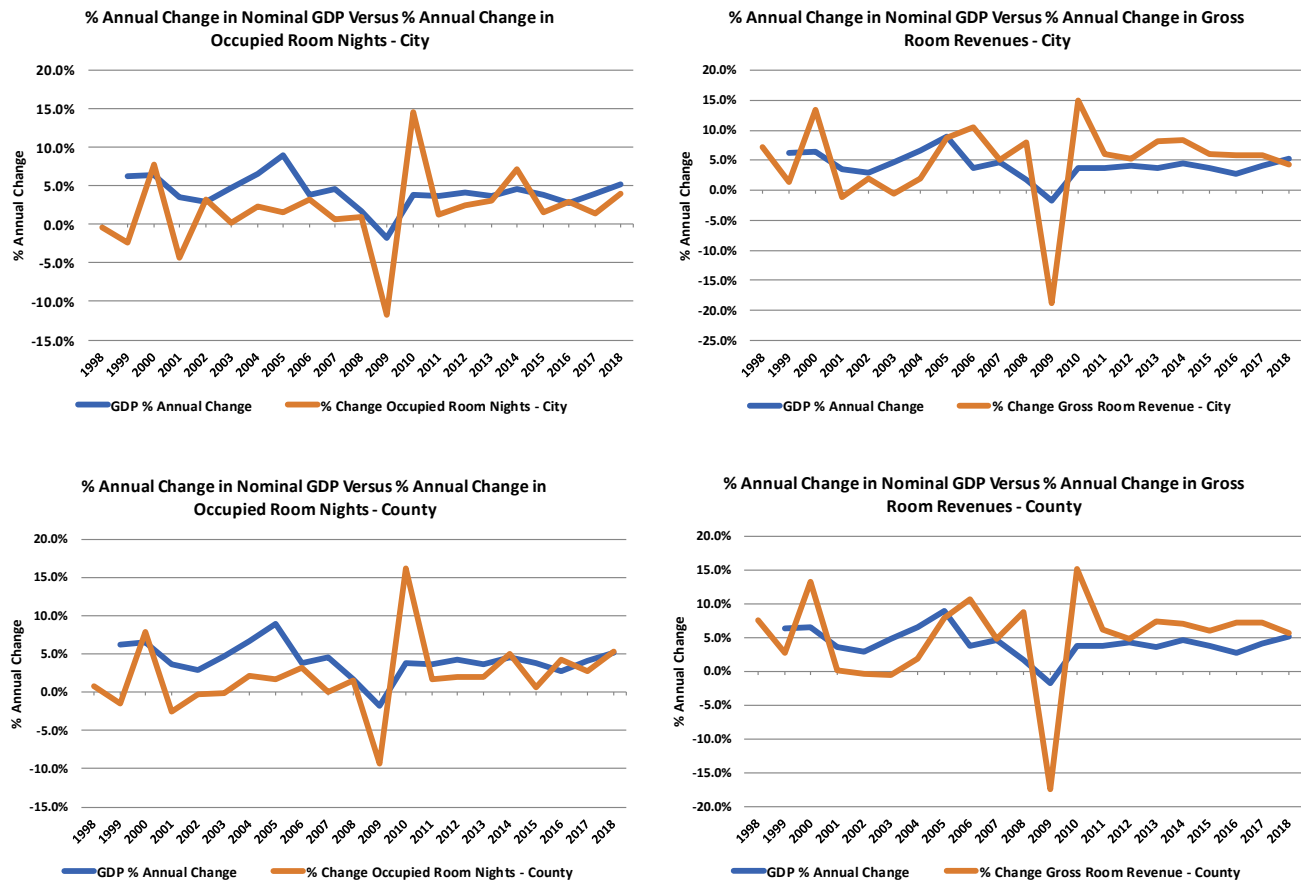 % Annual Change in Nominal GDP Versus % Annual Change in
Occupied Room Nights - City
20.0%
15.0%
10.0%
5.0%
0.0%
-5.0%
-10.0%
-15.0%
% Annual Change
1998 1999 2000 2001 2002 2003 2004 2005 2006 2007 2008 2009 2010 2011 2012 2013 2014 2015 2016 2017 2018
GDP % Annual Change % Change Occupied Room Nights - City
% Annual Change in Nominal GDP Versus % Annual Change in Gross
Room Revenues - City
20.0%
15.0%
10.0%
5.0%
0.0%
-5.0%
-10.0%
-15.0%
-20.0%
-25.0%
% Annual Change
1998 1999 2000 2001 2002 2003 2004 2005 2006 2007 2008 2009 2010 2011 2012 2013 2014 2015 2016 2017 2018
GDP % Annual Change % Change Gross Room Revenue - City
% Annual Change in Nominal GDP Versus % Annual Change in
Occupied Room Nights - County
20.0%
15.0%
10.0%
5.0%
0.0%
-5.0%
-10.0%
-15.0%
% Annual Change
1998 1999 2000 2001 2002 2003 2004 2005 2006 2007 2008 2009 2010 2011 2012 2013 2014 2015 2016 2017 2018
GDP % Annual Change % Change Occupied Room Nights - County
% Annual Change in Nominal GDP Versus % Annual Change in Gross
Room Revenues - County
20.0%
15.0%
10.0%
5.0%
0.0%
-5.0%
-10.0%
-15.0%
-20.0%
% Annual Change
1998 1999 2000 2001 2002 2003 2004 2005 2006 2007 2008 2009 2010 2011 2012 2013 2014 2015 2016 2017 2018
GDP % Annual Change % Change Gross Room Revenue - County